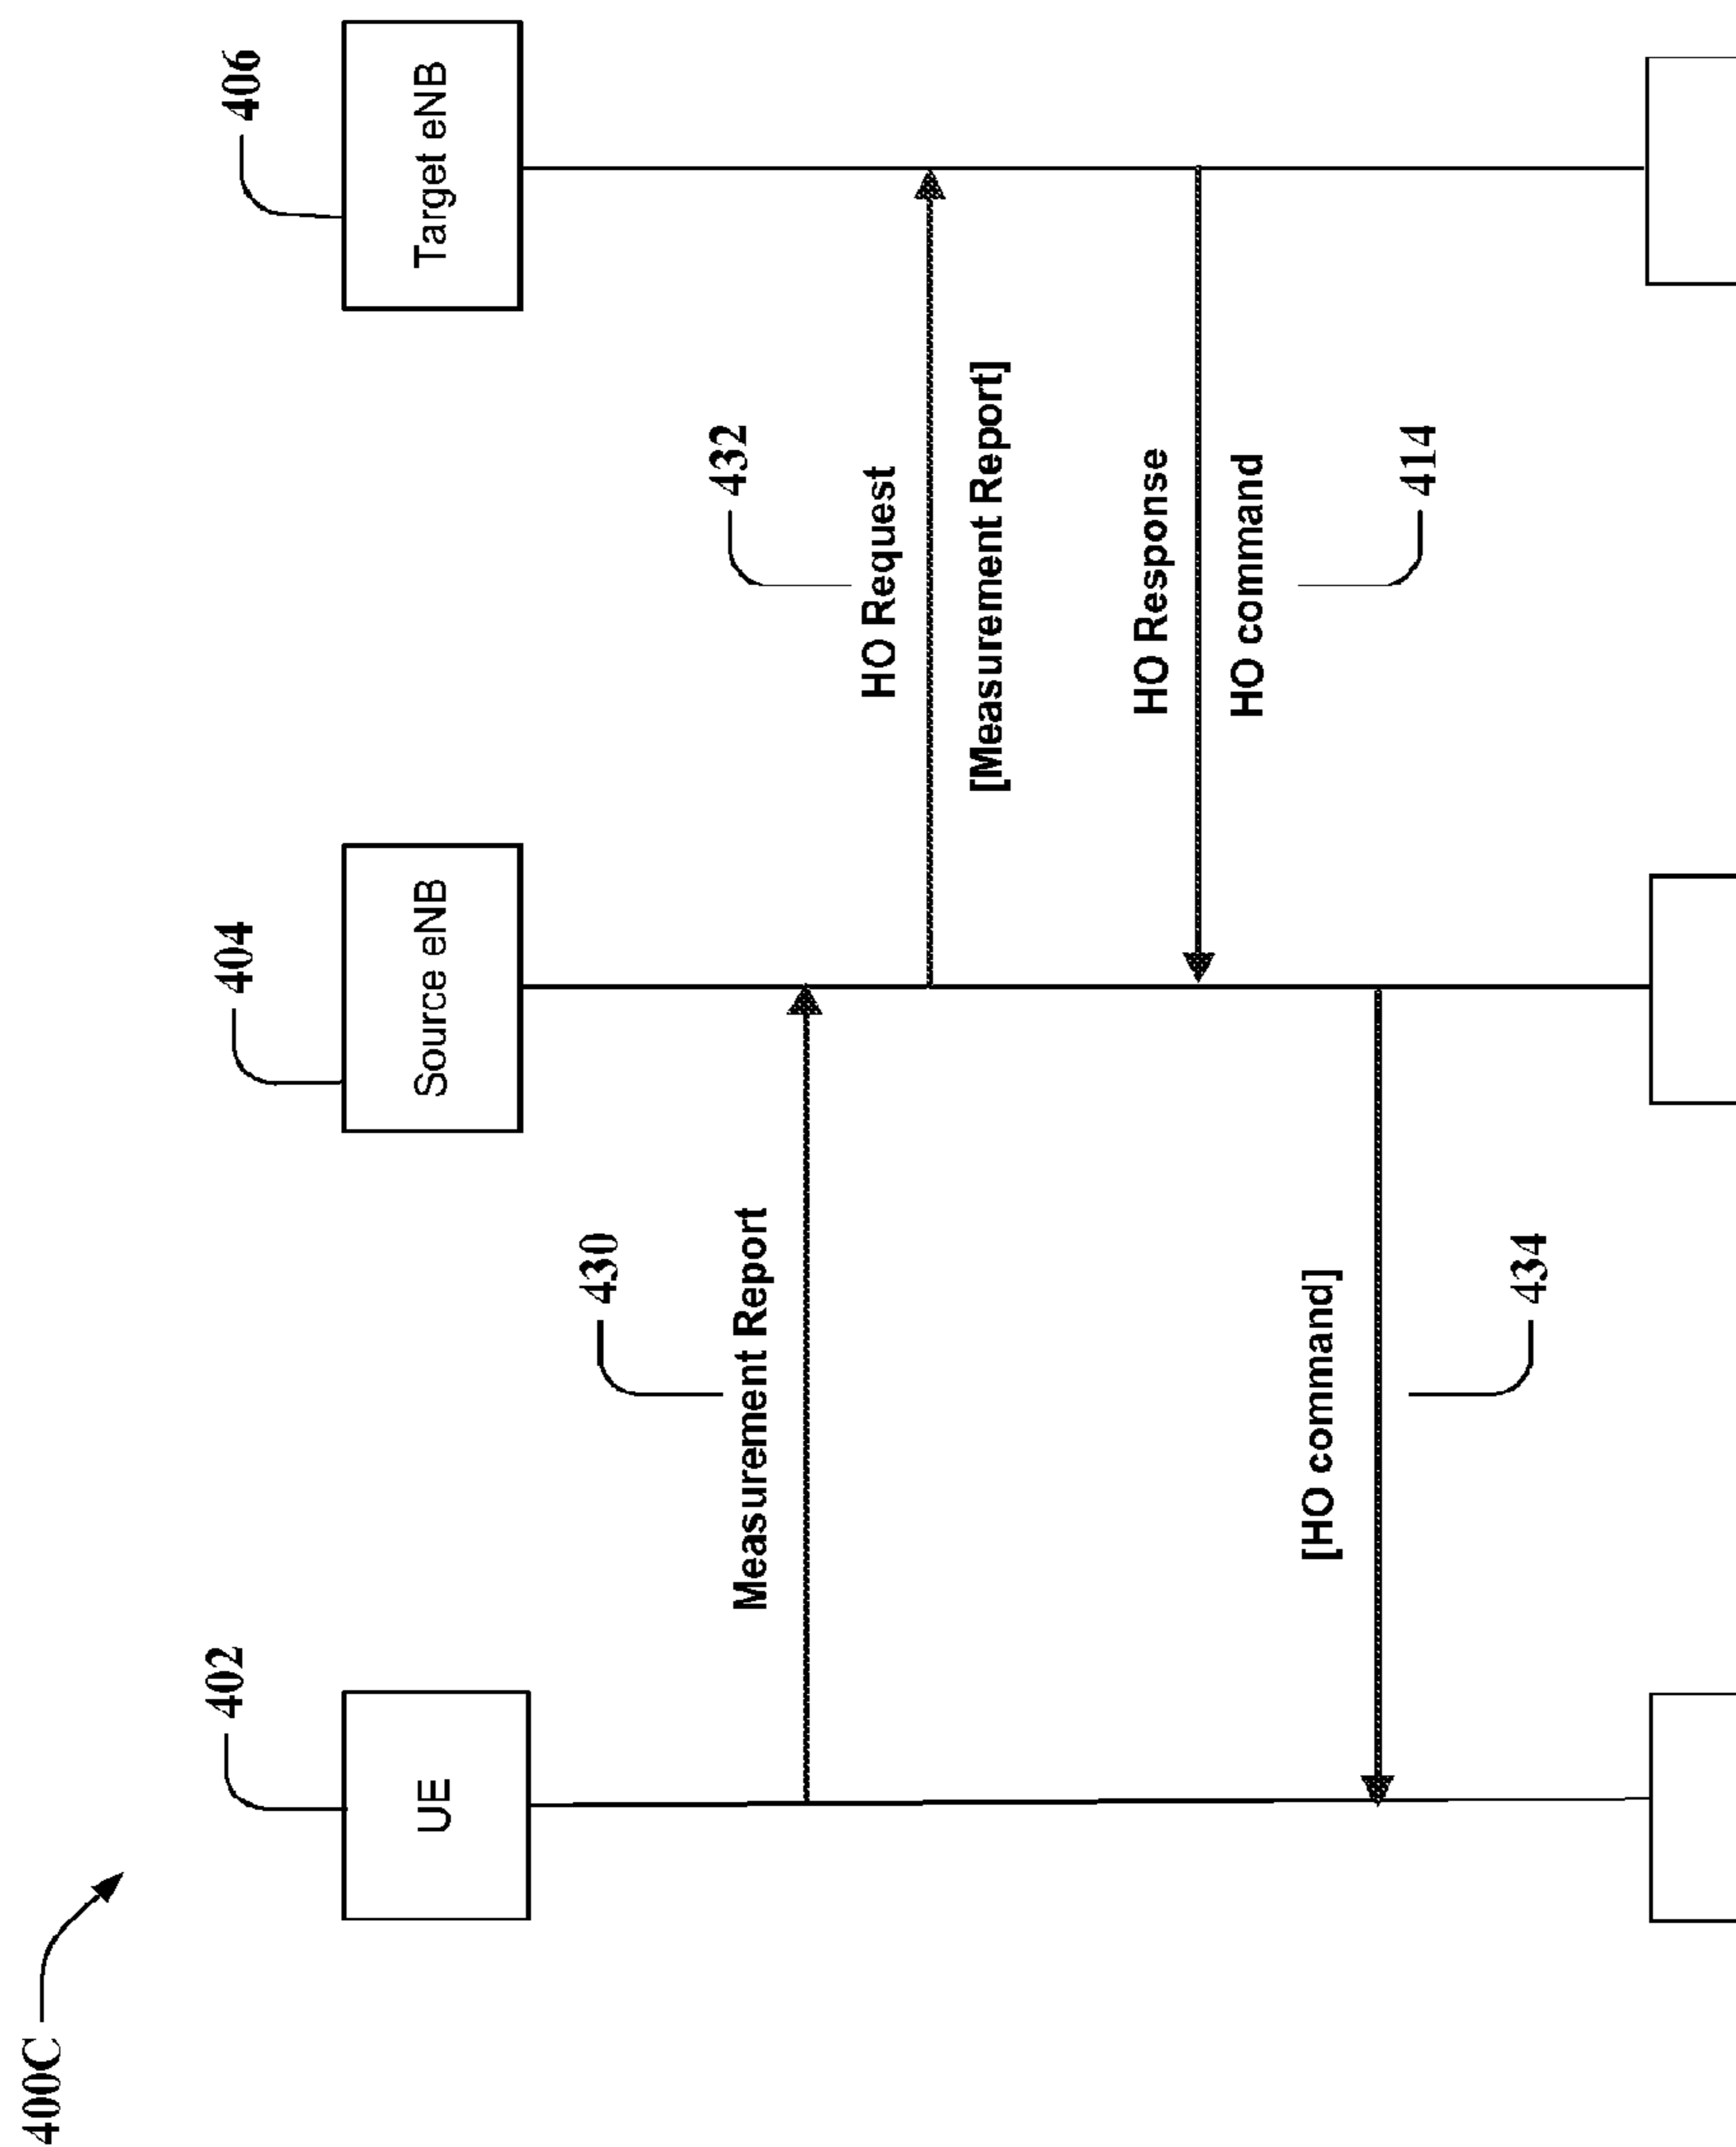 400C
402
404
406
UE
Source eNB
Target eNB
430
Measurement Report
432
HO Request
[Measurement Report]
HO Response
HO command
414
[HO command]
434